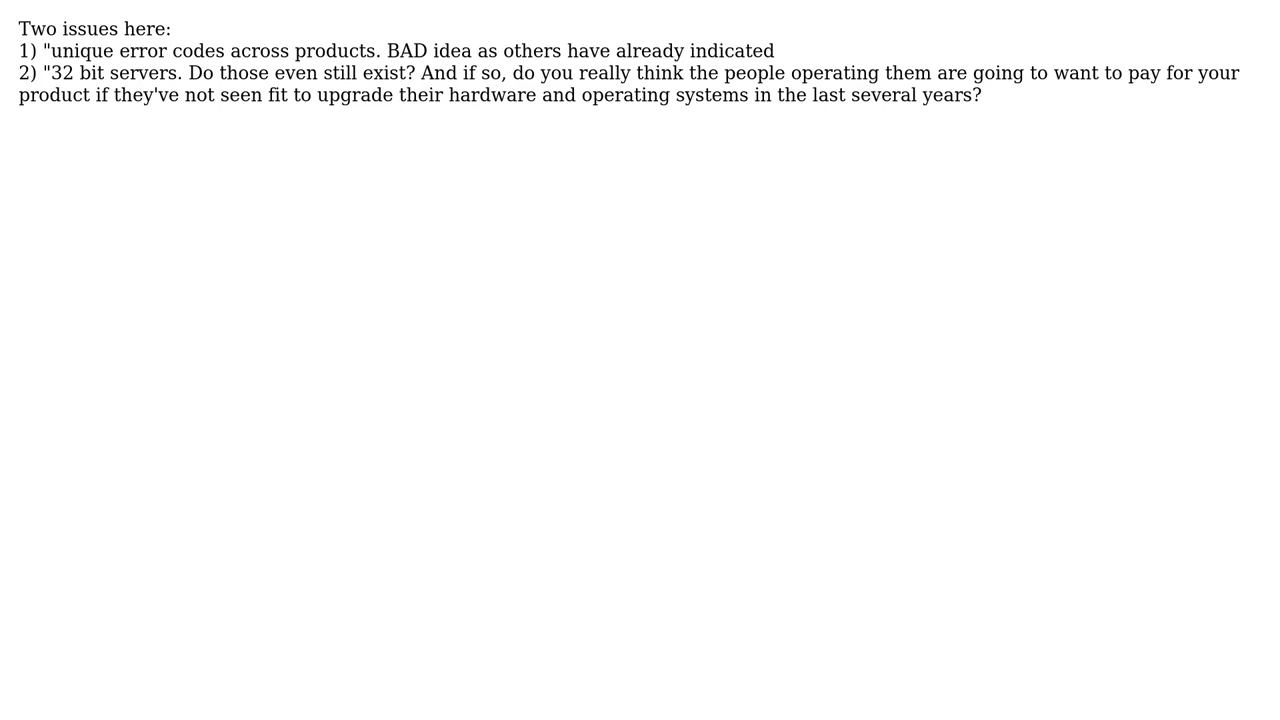 Two issues here:
1) "unique error codes across products. BAD idea as others have already indicated
2) "32 bit servers. Do those even still exist? And if so, do you really think the people operating them are going to want to pay for your
product if they've not seen fit to upgrade their hardware and operating systems in the last several years?